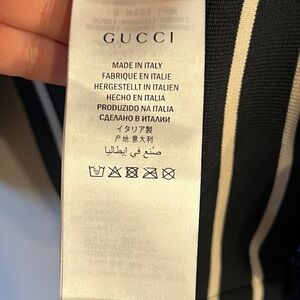 GUCCI
MADE IN ITALY
FABRIQUE EN ITALIE
HERGESTELLT IN ITALIEN
HECHO EN ITALIA
PRODUZIDO NA ITALIA
СДЕЛАНО В ИТАЛИИ
イタリア製
产地:意大利
صنع في إيطاليا